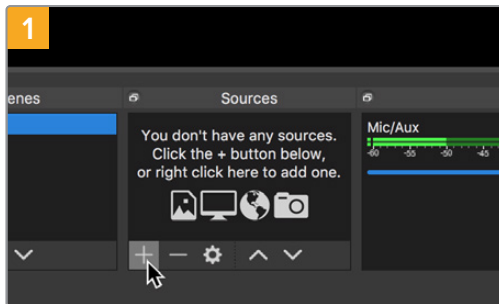 1
enes
Sources
You don't have any sources.
Click the + button below,
or right click here to add one.
Mic/Aux
-60 -55 -50 -45